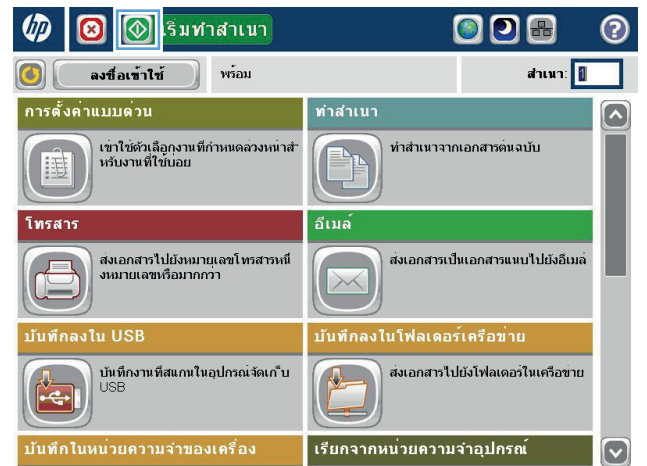 hp
เริ่มทำสำเนา
?
ลงชื่อเข้าใช้
พร้อม
สำเนา: 1
การตั้งค่าแบบด่วน
ทำสำเนา
เข้าใช้ตัวเลือกงานที่กำหนดล่วงหน้าสำ
หรับงานที่ใช้บ่อย
ทำสำเนาจากเอกสารต้นฉบับ
โทรสาร
อีเมล์
ส่งเอกสารไปยังหมายเลขโทรสารหนึ่
งหมายเลขหรือมากกว่า
ส่งเอกสารเป็นเอกสารแนบไปยังอีเมล์
บันทึกลงใน USB
บันทึกลงในโฟลเดอร์เครือข่าย
บันทึกงานที่สแกนในอุปกรณ์จัดเก็บ
USB
ส่งเอกสารไปยังโฟลเดอร์ในเครือข่าย
บันทึกในหน่วยความจำของเครื่อง
เรียกจากหน่วยความจำอุปกรณ์